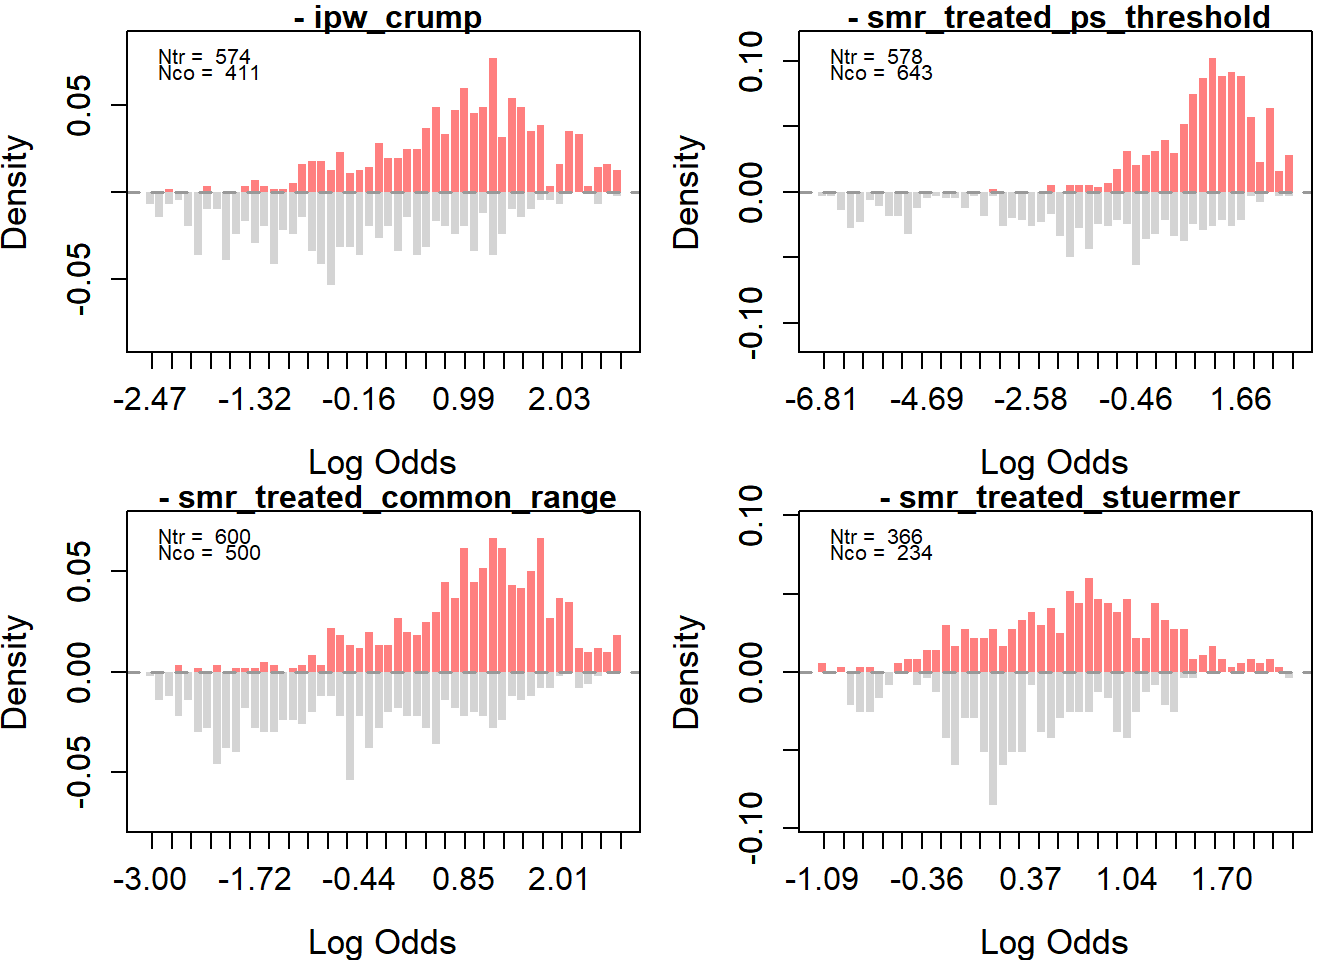 - ipw_crump
Ntr = 574
Nco = 411
Density
0.05
-0.05
-2.47 -1.32 -0.16 0.99 2.03
Log Odds
- smr_treated_ps_threshold
Ntr = 578
Nco = 643
Density
0.10
0.00
-0.10
-6.81 -4.69 -2.58 -0.46 1.66
Log Odds
- smr_treated_common_range
Ntr = 600
Nco = 500
Density
0.05
0.00
-0.05
-3.00 -1.72 -0.44 0.85 2.01
Log Odds
- smr_treated_stuermer
Ntr = 366
Nco = 234
Density
0.10
0.00
-0.10
-1.09 -0.36 0.37 1.04 1.70
Log Odds